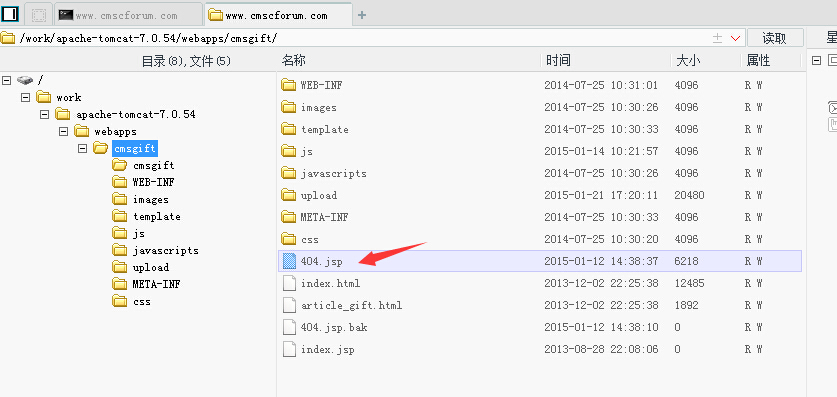 www.cmscforum.com www.cmscforum.com
/work/apache-tomcat-7.0.54/webapps/cmsgift/ 读取
目录(8),文件(5) 名称 时间 大小 属性
/
work
apache-tomcat-7.0.54
webapps
cmsgift
cmsgift
WEB-INF
images
template
js
javascripts
upload
META-INF
css
WEB-INF 2014-07-25 10:31:01 4096 R W
images 2014-07-25 10:30:26 4096 R W
template 2014-07-25 10:30:33 4096 R W
js 2015-01-14 10:21:57 4096 R W
javascripts 2014-07-25 10:30:26 4096 R W
upload 2015-01-21 17:20:11 20480 R W
META-INF 2014-07-25 10:30:33 4096 R W
css 2014-07-25 10:30:20 4096 R W
404.jsp 2015-01-12 14:38:37 6218 R W
index.html 2013-12-02 22:25:38 12485 R W
article_gift.html 2013-12-02 22:25:38 1892 R W
404.jsp.bak 2015-01-12 14:38:10 0 R W
index.jsp 2013-08-28 22:08:06 0 R W